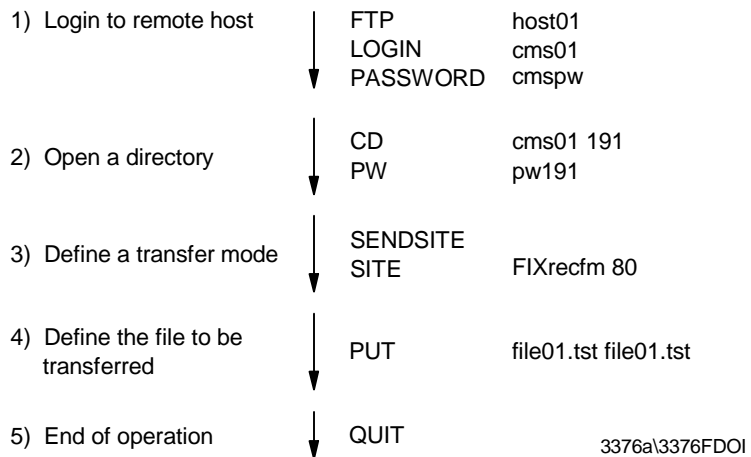 1) Login to remote host FTP host01
LOGIN cms01
PASSWORD cmspw
2) Open a directory CD cms01 191
PW pw191
3) Define a transfer mode SENDSITE
SITE FIXrecfm 80
4) Define the file to be
transferred PUT file01.tst file01.tst
5) End of operation QUIT
3376a\3376FDOI